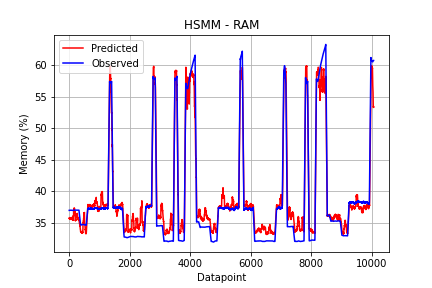 HSMM - RAM
Predicted
Observed
Memory (%)
60
55
50
45
40
35
0
2000
4000
6000
8000
10000
Datapoint